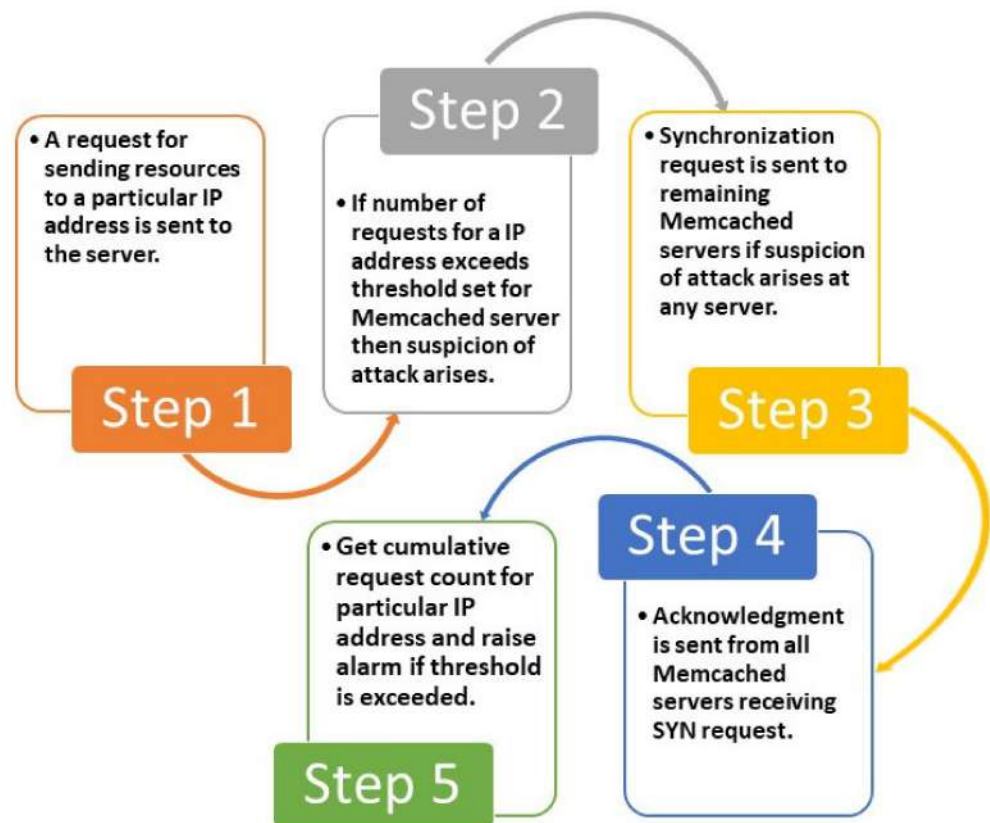 • A request for
sending resources
to a particular IP
address is sent to
the server.
Step 1
Step 2
• If number of
requests for a IP
address exceeds
threshold set for
Memcached server
then suspicion of
attack arises.
• Synchronization
request is sent to
remaining
Memcached
servers if suspicion
of attack arises at
any server.
Step 3
Step 4
• Acknowledgment
is sent from all
Memcached
servers receiving
SYN request.
• Get cumulative
request count for
particular IP
address and raise
alarm if threshold
is exceeded.
Step 5